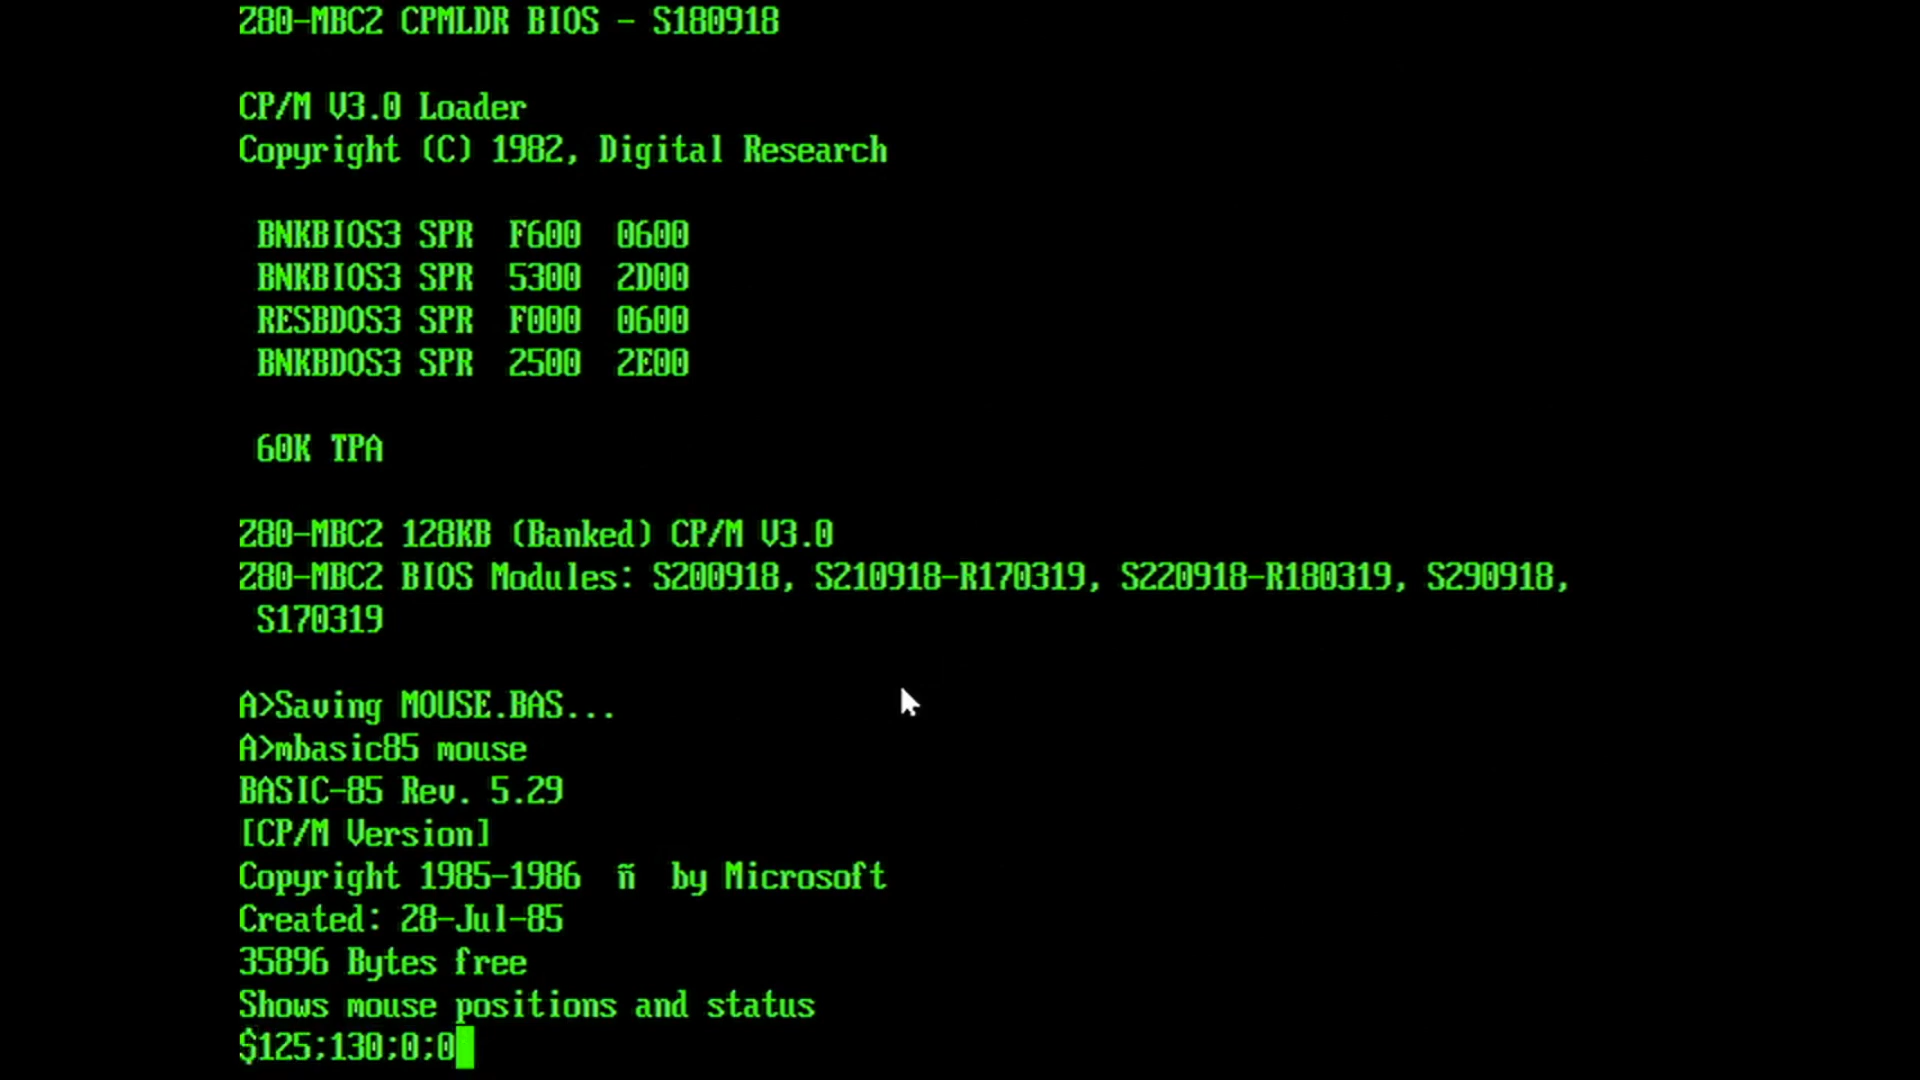 Z80-MBC2 CPMLDR BIOS - S180918
CP/M V3.0 Loader
Copyright (C) 1982, Digital Research
BNKBIOS3 SPR F600 0600
BNKBIOS3 SPR 5300 2D00
RESBDOS3 SPR F000 0600
BNKBDOS3 SPR 2500 2E00
60K TPA
Z80-MBC2 128KB (Banked) CP/M V3.0
Z80-MBC2 BIOS Modules: S200918, S210918-R170319, S220918-R180319, S290918,
S170319
A>Saving MOUSE.BAS...
A>mbasic85 mouse
BASIC-85 Rev. 5.29
[CP/M Version]
Copyright 1985-1986 ñ by Microsoft
Created: 28-Jul-85
35896 Bytes free
Shows mouse positions and status
$125;130;0;0